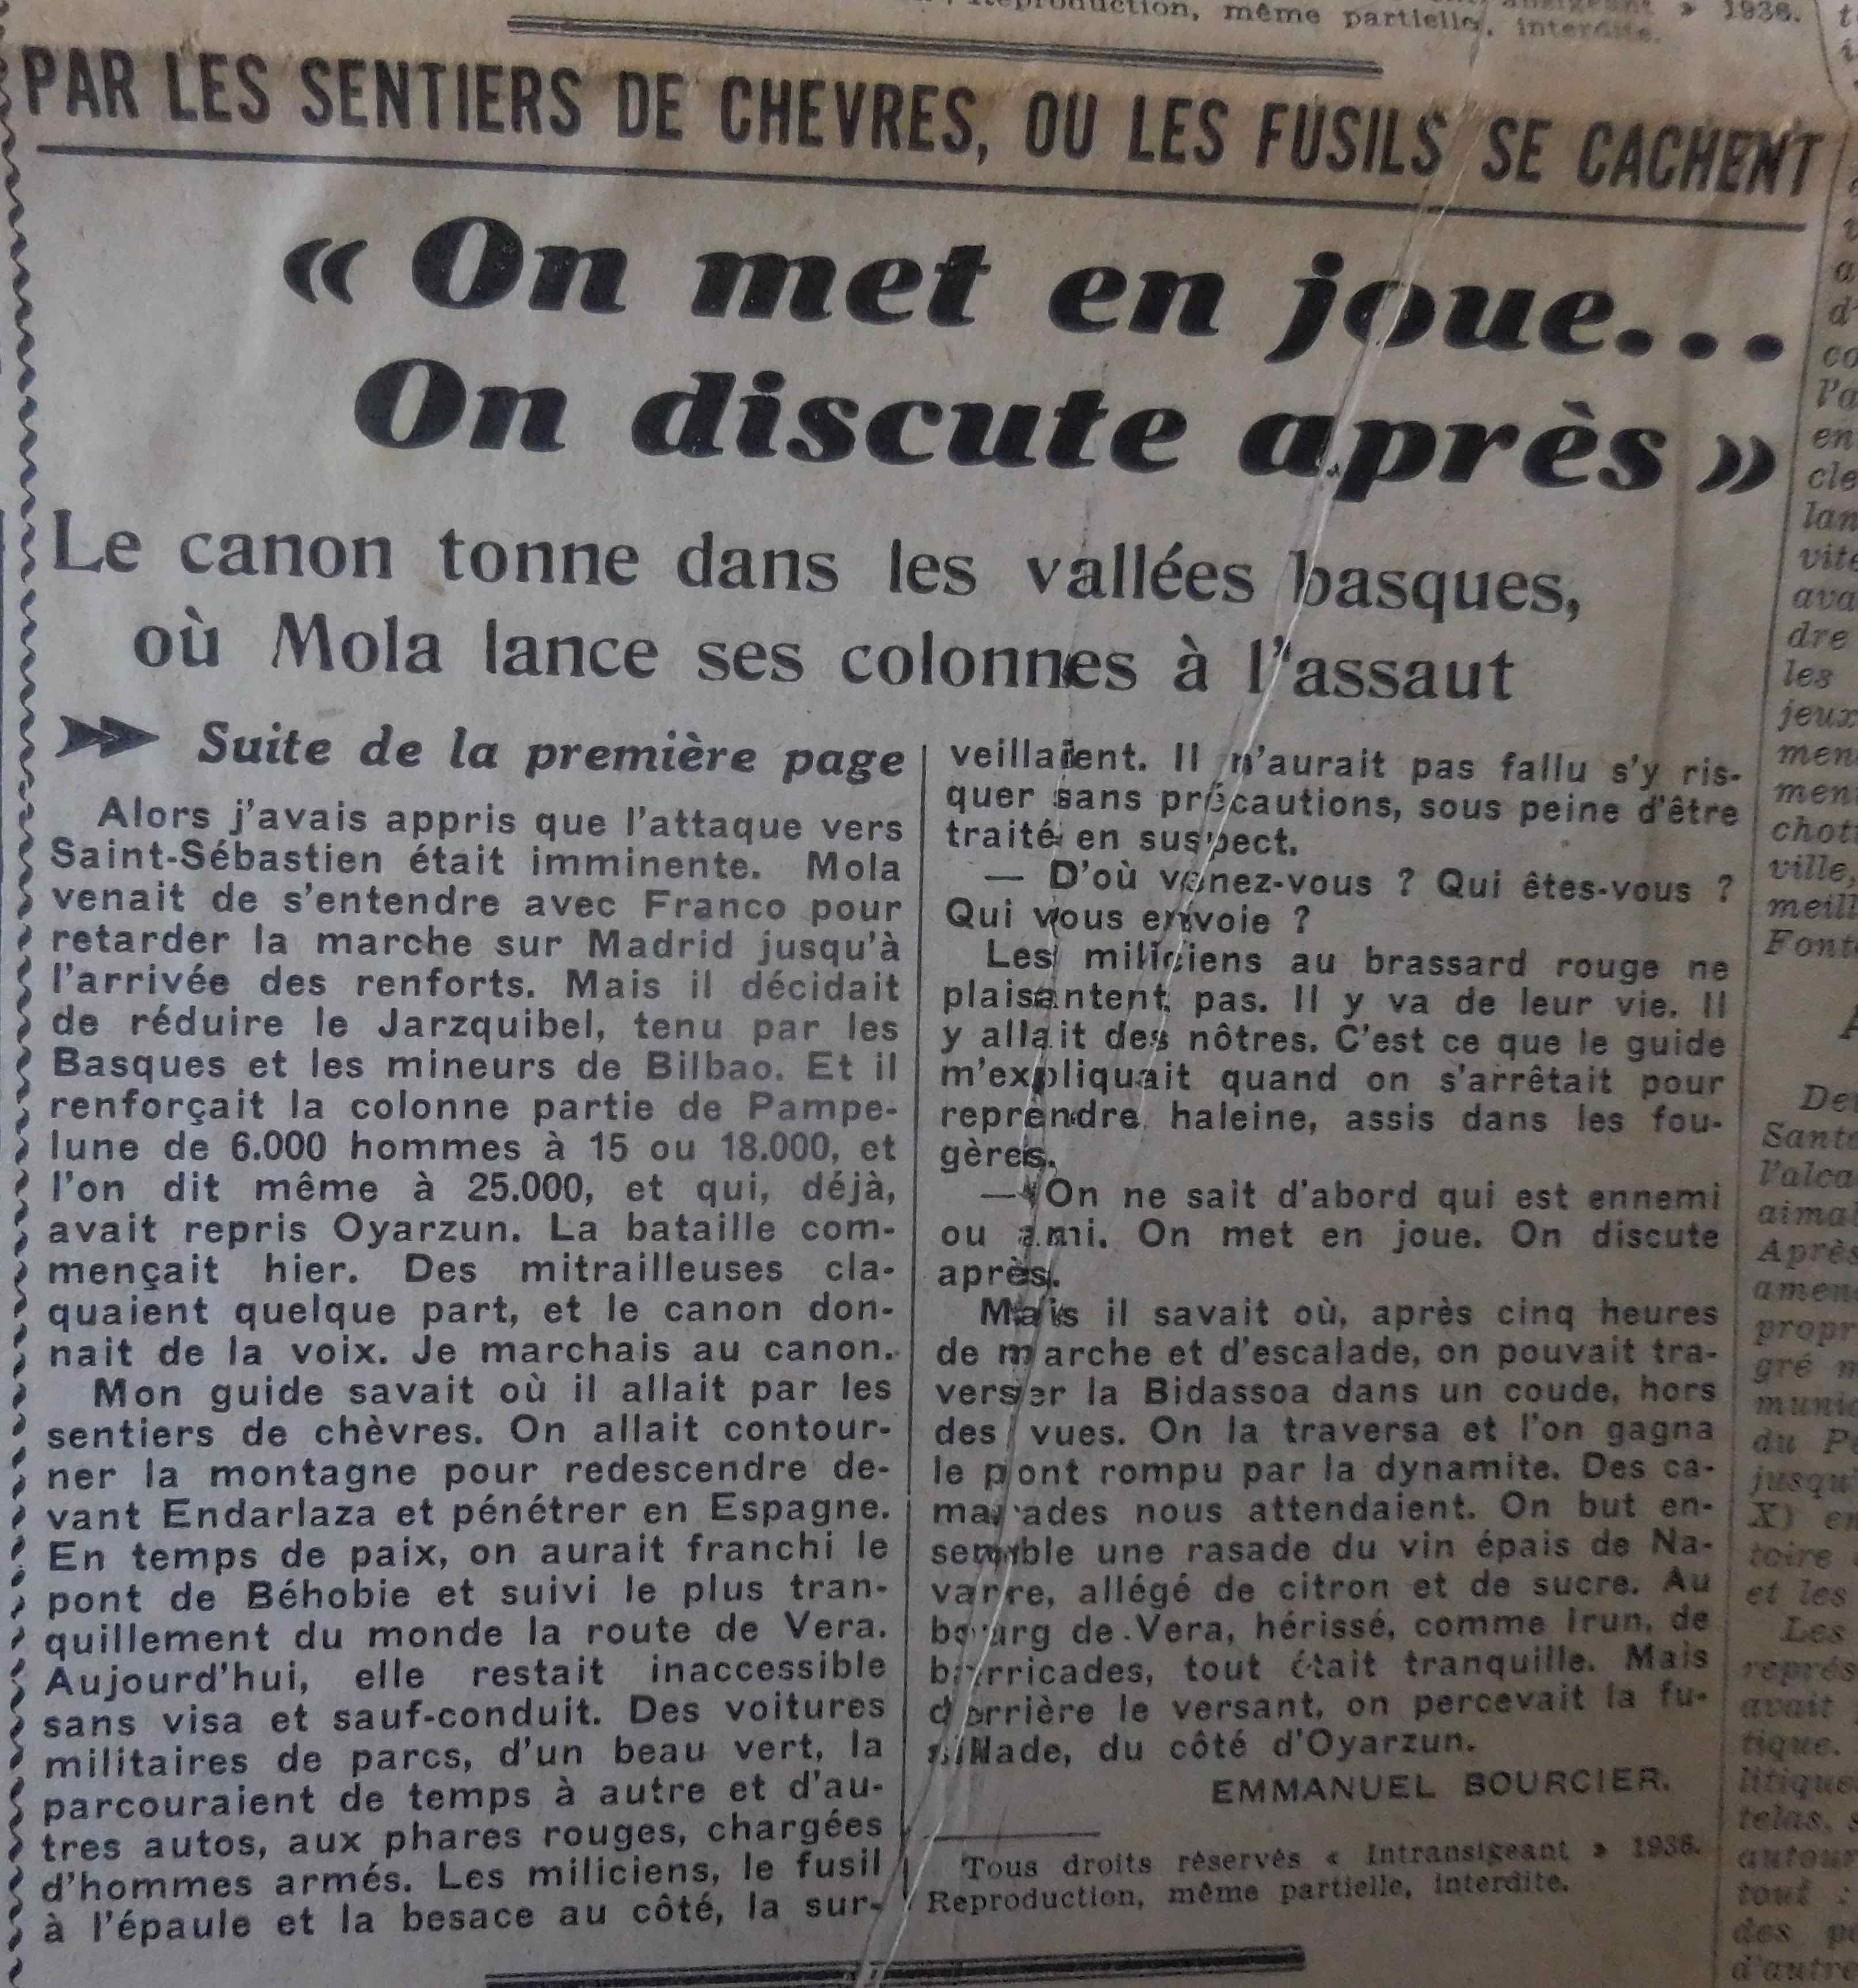 Reproduction, même partielle, interdite.
» 1936.
PAR LES SENTIERS DE CHEVRES, OU LES FUSILS SE CACHENT
« On met en joue...
On discute après »
Le canon tonne dans les vallées basques,
où Mola lance ses colonnes à l'assaut
Suite de la première page
Alors j'avais appris que l'attaque vers
Saint-Sébastien était imminente. Mola
venait de s'entendre avec Franco pour
retarder la marche sur Madrid jusqu'à
l'arrivée des renforts. Mais il décidait
de réduire le Jarzquibel, tenu par les
Basques et les mineurs de Bilbao. Et il
renforçait la colonne partie de Pampe-
lune de 6.000 hommes à 15 ou 18.000, et
l'on dit même à 25.000, et qui, déjà,
avait repris Oyarzun. La bataille com-
mençait hier. Des mitrailleuses cla-
quaient quelque part, et le canon don-
nait de la voix. Je marchais au canon.
Mon guide savait où il allait par les
sentiers de chèvres. On allait contour-
ner la montagne pour redescendre de-
vant Endarlaza et pénétrer en Espagne.
En temps de paix, on aurait franchi le
pont de Béhobie et suivi le plus tran-
quillement du monde la route de Vera.
Aujourd'hui, elle restait inaccessible
sans visa et sauf-conduit. Des voitures
militaires de parcs, d'un beau vert, la
parcouraient de temps à autre et d'au-
tres autos, aux phares rouges, chargées
d'hommes armés. Les miliciens, le fusil
à l'épaule et la besace au côté, la sur-
veillaient. Il n'aurait pas fallu s'y ris-
quer sans précautions, sous peine d'être
traité en suspect.
— D'où venez-vous ? Qui êtes-vous ?
Qui vous envoie ?
Les miliciens au brassard rouge ne
plaisantent pas. Il y va de leur vie. Il
y allait des nôtres. C'est ce que le guide
m'expliquait quand on s'arrêtait pour
reprendre haleine, assis dans les fou-
gères.
— On ne sait d'abord qui est ennemi
ou ami. On met en joue. On discute
après.
Mais il savait où, après cinq heures
de marche et d'escalade, on pouvait tra-
verser la Bidassoa dans un coude, hors
des vues. On la traversa et l'on gagna
le pont rompu par la dynamite. Des ca-
marades nous attendaient. On but en-
semble une rasade du vin épais de Na-
varre, allégé de citron et de sucre. Au
bourg de Vera, hérissé, comme Irun, de
barricades, tout était tranquille. Mais
derrière le versant, on percevait la fu-
sillade, du côté d'Oyarzun.
EMMANUEL BOURCIER.
Tous droits réservés « Intransigeant » 1936.
Reproduction, même partielle, interdite.